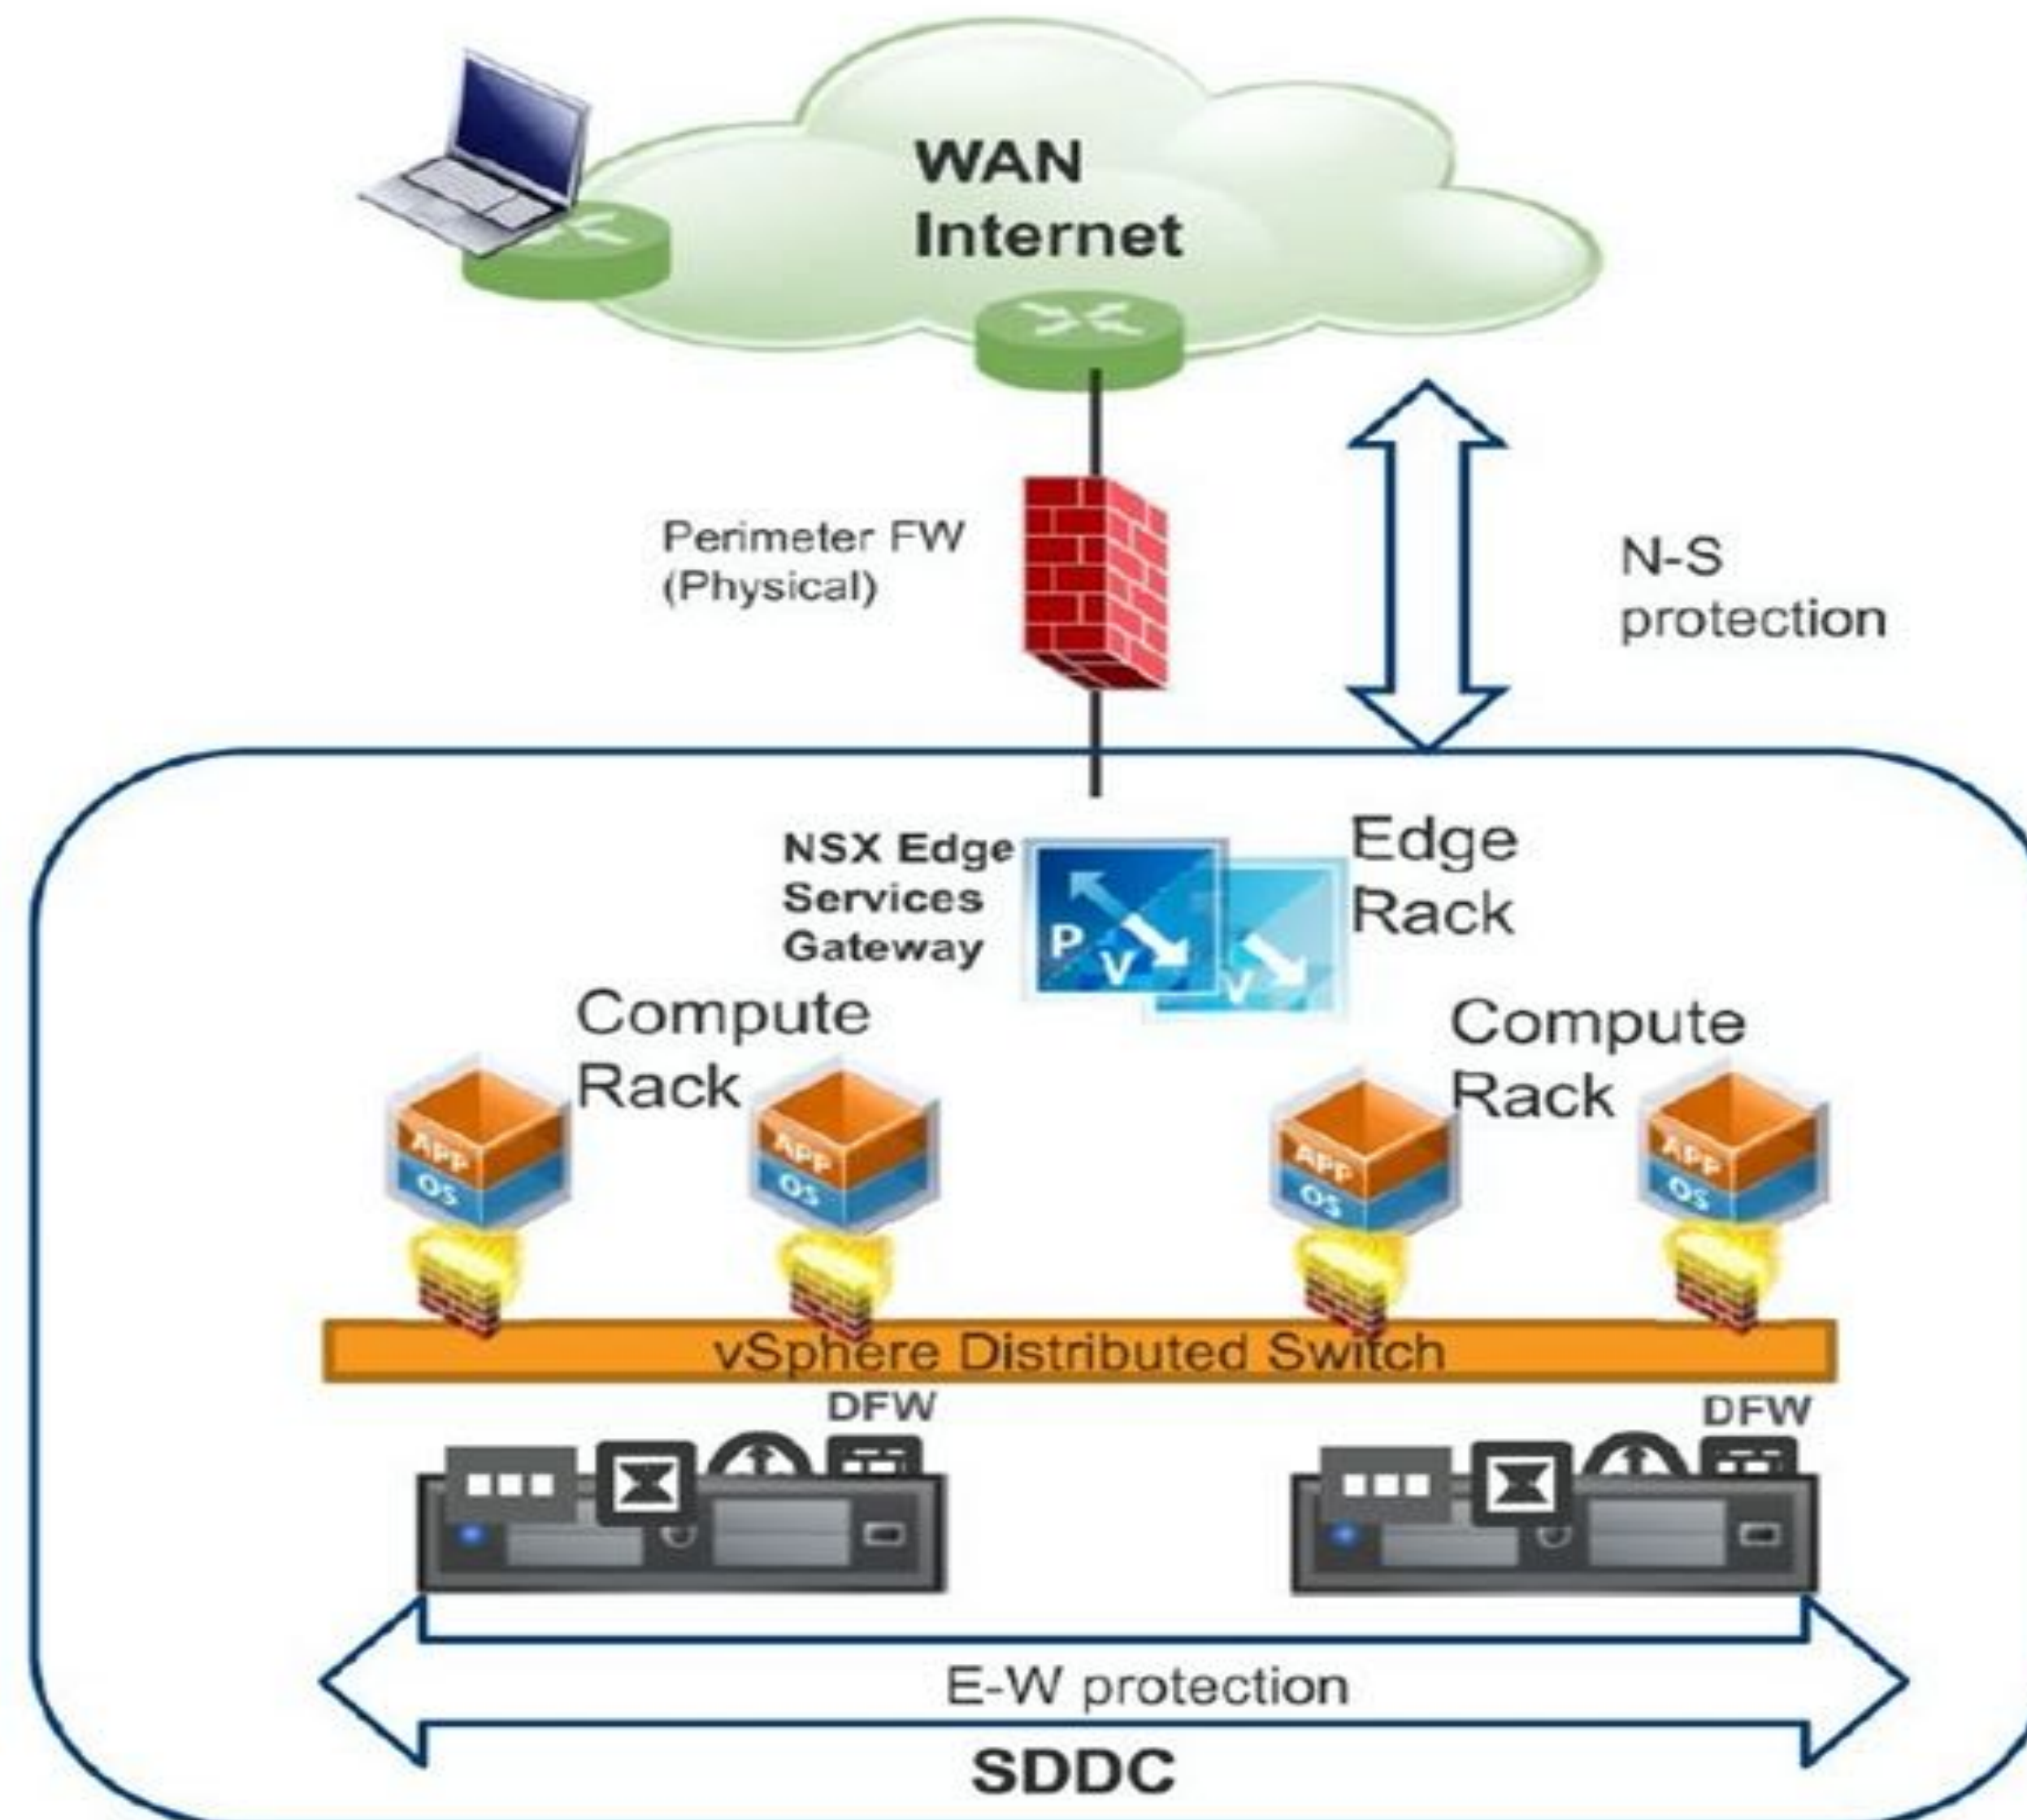 WAN
Internet
Perimeter FW
(Physical)
N-S
protection
NSX Edge
Services
Gateway
P
V
V
Edge
Rack
Compute
Rack
Compute
Rack
APP
OS
APP
OS
APP
OS
APP
OS
vSphere Distributed Switch
DFW
DFW
E-W protection
SDDC